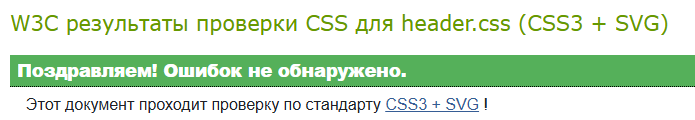 W3C результаты проверки CSS для header.css (CSS3 + SVG)
Поздравляем! Ошибок не обнаружено.
Этот документ проходит проверку по стандарту CSS3 + SVG !